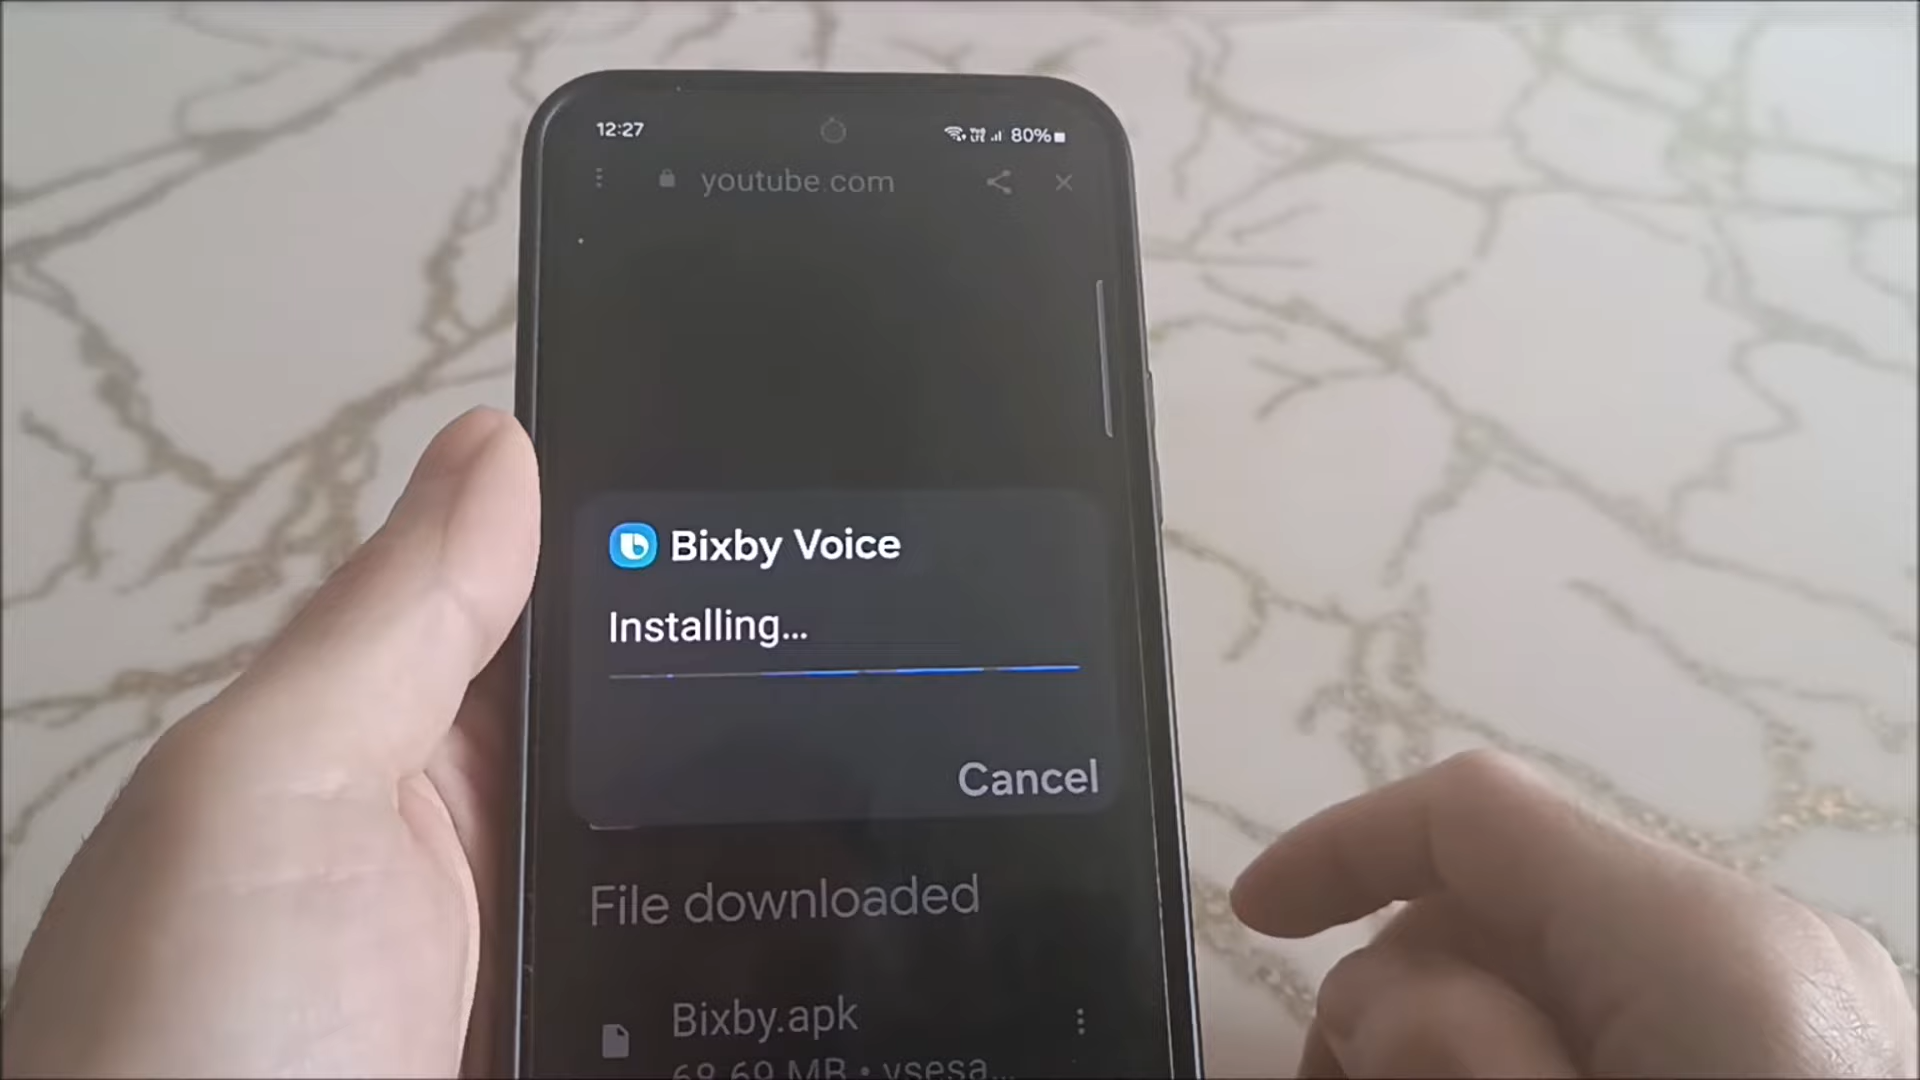 12:27
80%
youtube.com
Bixby Voice
Installing...
Cancel
File downloaded
Bixby.apk
68.69 MB • vsesa...